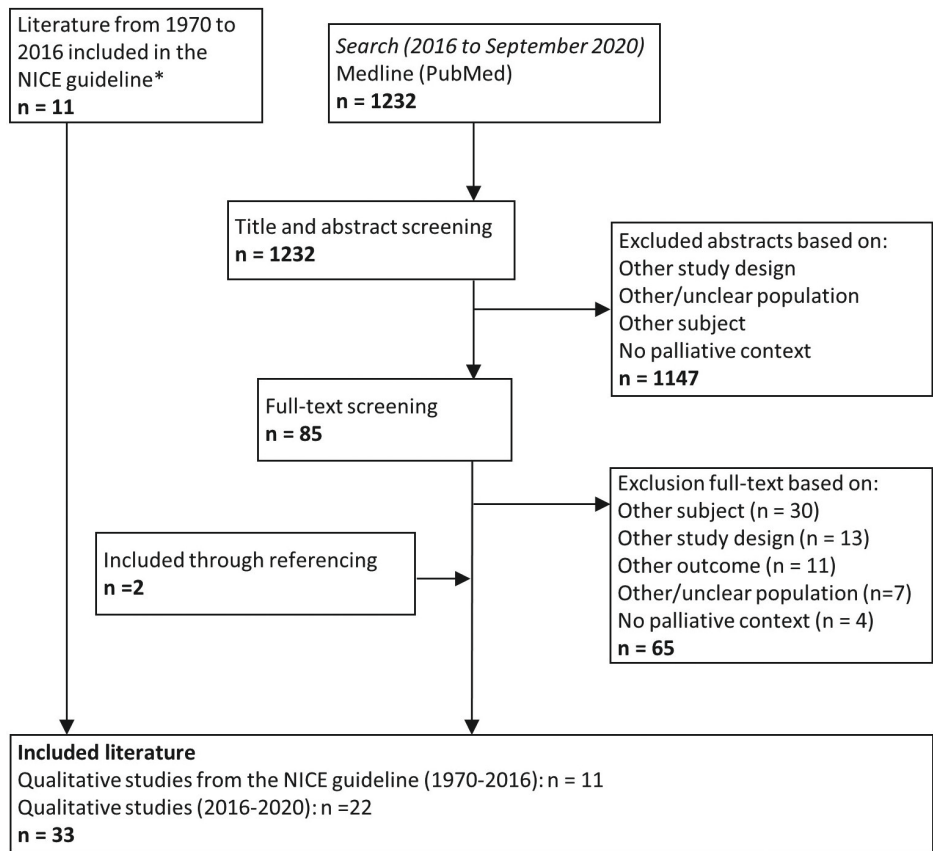 Literature from 1970 to
2016 included in the
NICE guideline*
n = 11
Search (2016 to September 2020)
Medline (PubMed)
n = 1232
Title and abstract screening
n = 1232
Excluded abstracts based on:
Other study design
Other/unclear population
Other subject
No palliative context
n = 1147
Full-text screening
n = 85
Exclusion full-text based on:
Other subject (n = 30)
Other study design (n = 13)
Other outcome (n = 11)
Other/unclear population (n=7)
No palliative context (n = 4)
n = 65
Included through referencing
n =2
Included literature
Qualitative studies from the NICE guideline (1970-2016): n = 11
Qualitative studies (2016-2020): n =22
n = 33